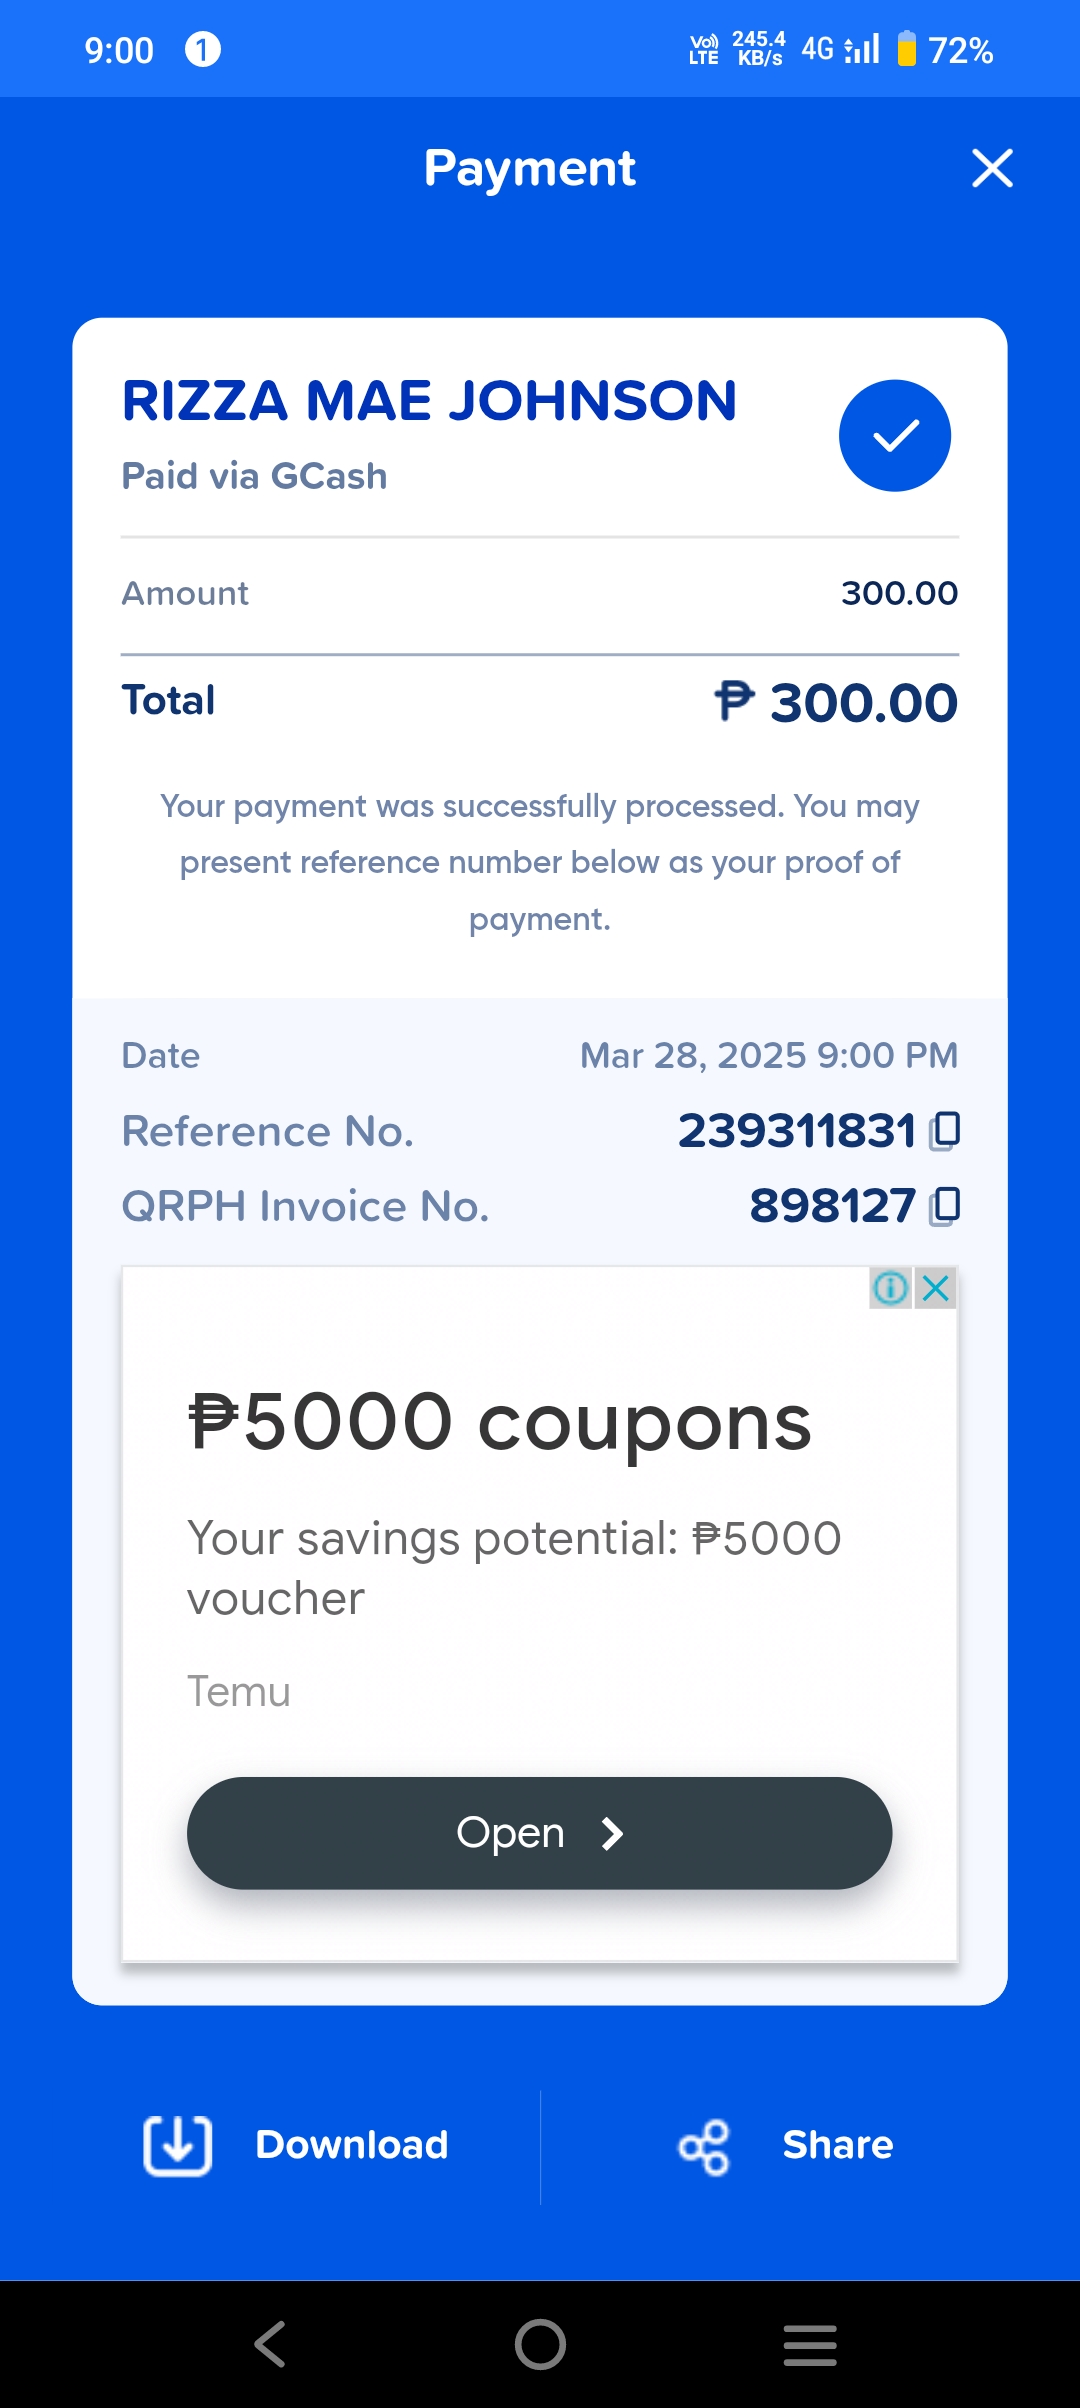 9:00 1 Vo)) LTE 245.4 KB/s 4G 72%
Payment
RIZZA MAE JOHNSON
Paid via GCash
Amount 300.00
Total ₱ 300.00
Your payment was successfully processed. You may
present reference number below as your proof of
payment.
Date Mar 28, 2025 9:00 PM
Reference No. 239311831
QRPH Invoice No. 898127
₱5000 coupons
Your savings potential: ₱5000
voucher
Temu
Open
Download Share